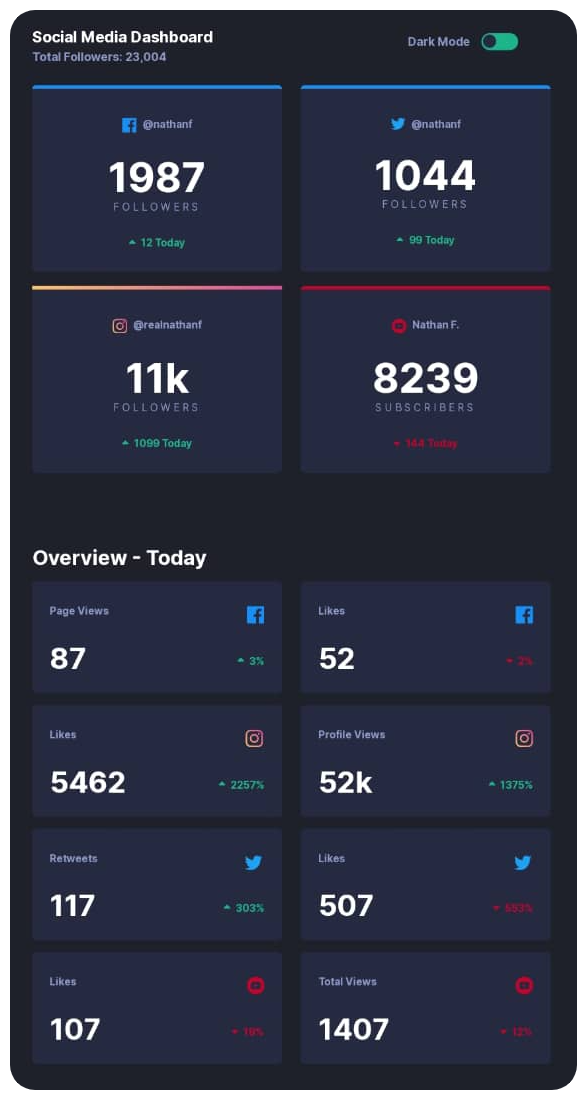 Social Media Dashboard
Total Followers: 23,004
Dark Mode
@nathanf
1987
FOLLOWERS
12 Today
@nathanf
1044
FOLLOWERS
99 Today
@realnathanf
11k
FOLLOWERS
1099 Today
Nathan F.
8239
SUBSCRIBERS
144 Today
Overview - Today
Page Views
87
3%
Likes
52
2%
Likes
5462
2257%
Profile Views
52k
1375%
Retweets
117
303%
Likes
507
553%
Likes
107
19%
Total Views
1407
12%